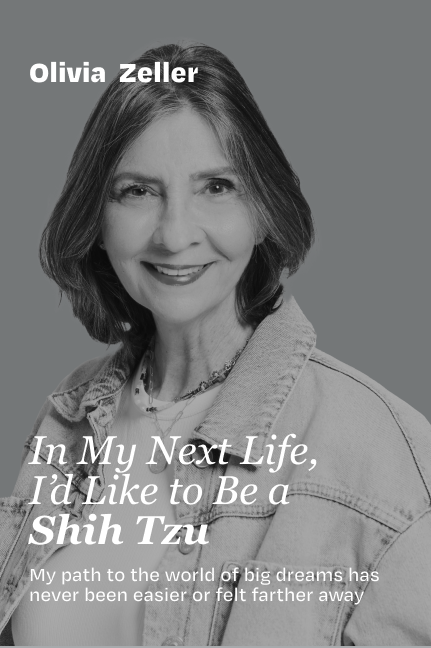 Olivia Zeller
In My Next Life,
I'd Like to Be a
Shih Tzu
My path to the world of big dreams has
never been easier or felt farther away